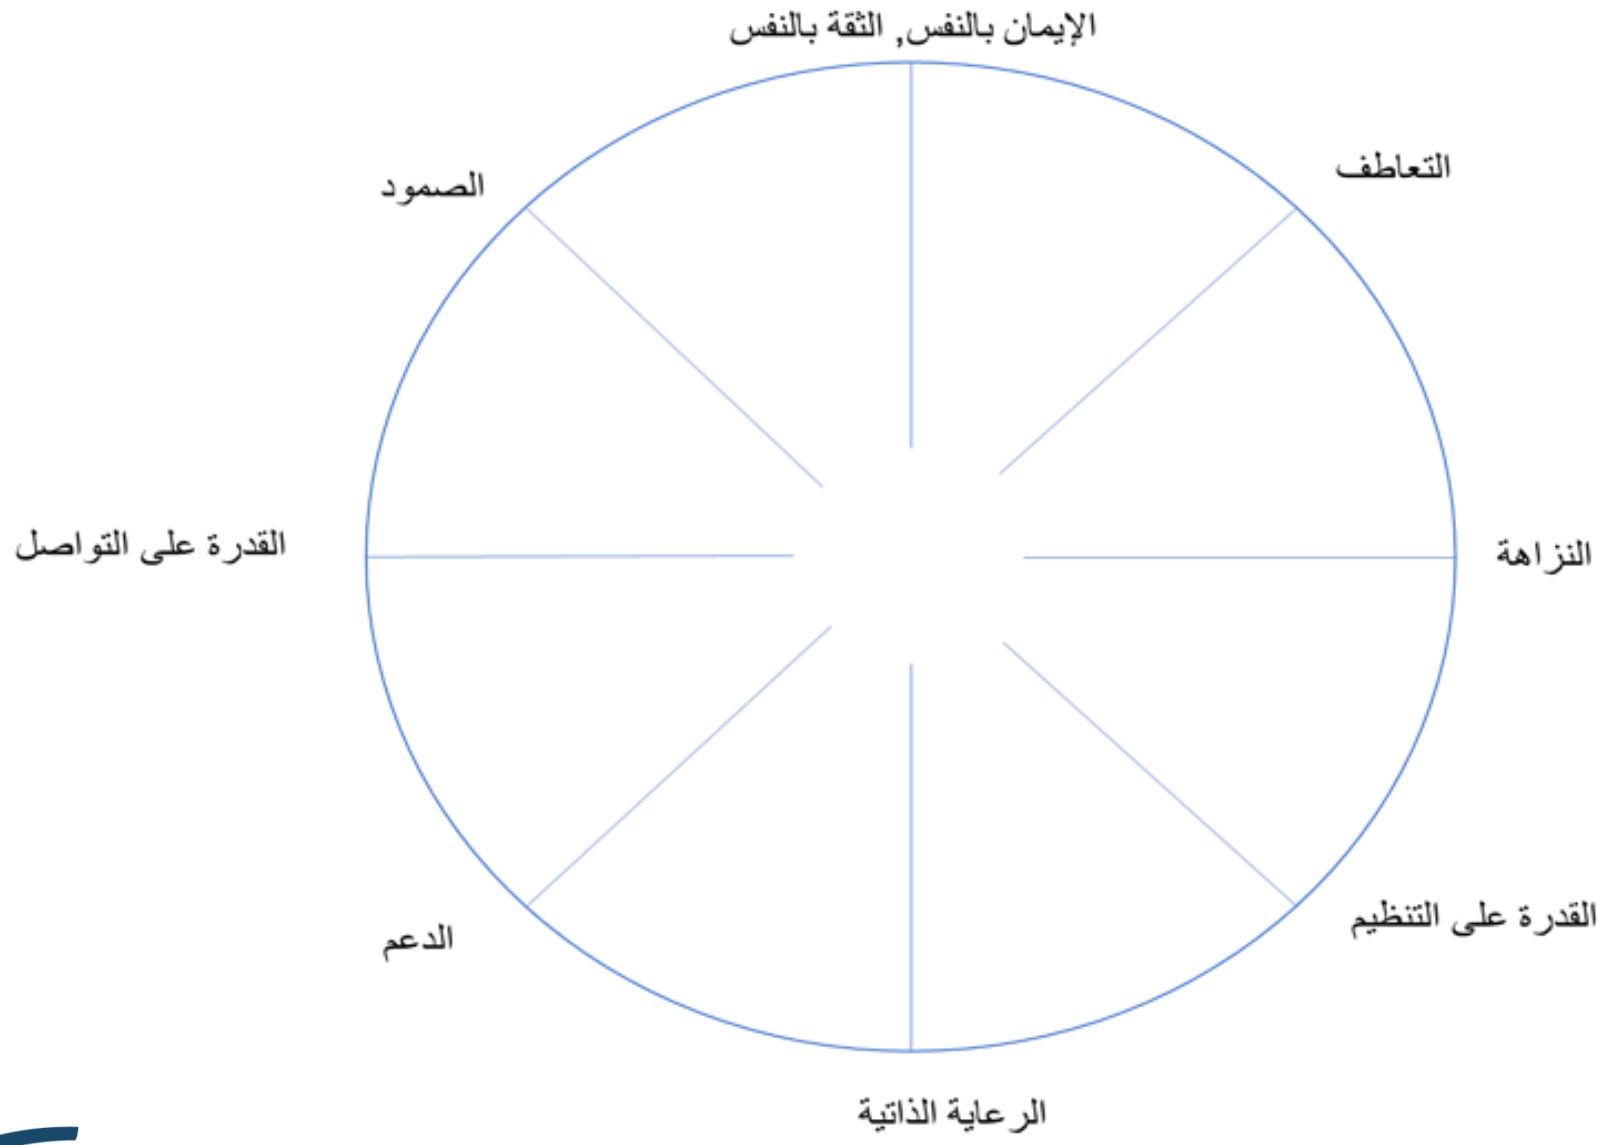 الإيمان بالنفس, الثقة بالنفس
التعاطف
الصمود
القدرة على التواصل
النزاهة
القدرة على التنظيم
الدعم
الرعاية الذاتية